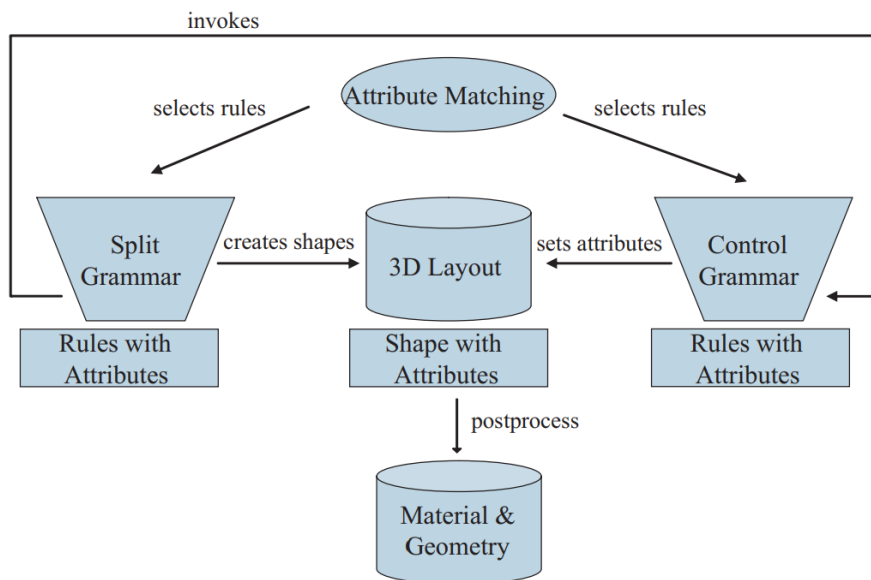 invokes
Attribute Matching
selects rules
selects rules
Split
Grammar
creates shapes
3D Layout
sets attributes
Control
Grammar
Rules with
Attributes
Shape with
Attributes
Rules with
Attributes
postprocess
Material &
Geometry